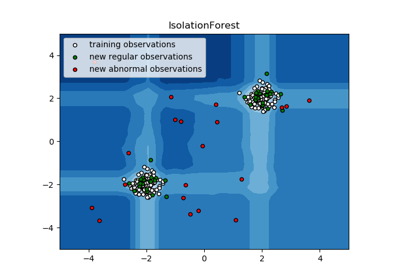 IsolationForest
training observations
new regular observations
new abnormal observations
4
2
0
−2
−4
−4
−2
0
2
4